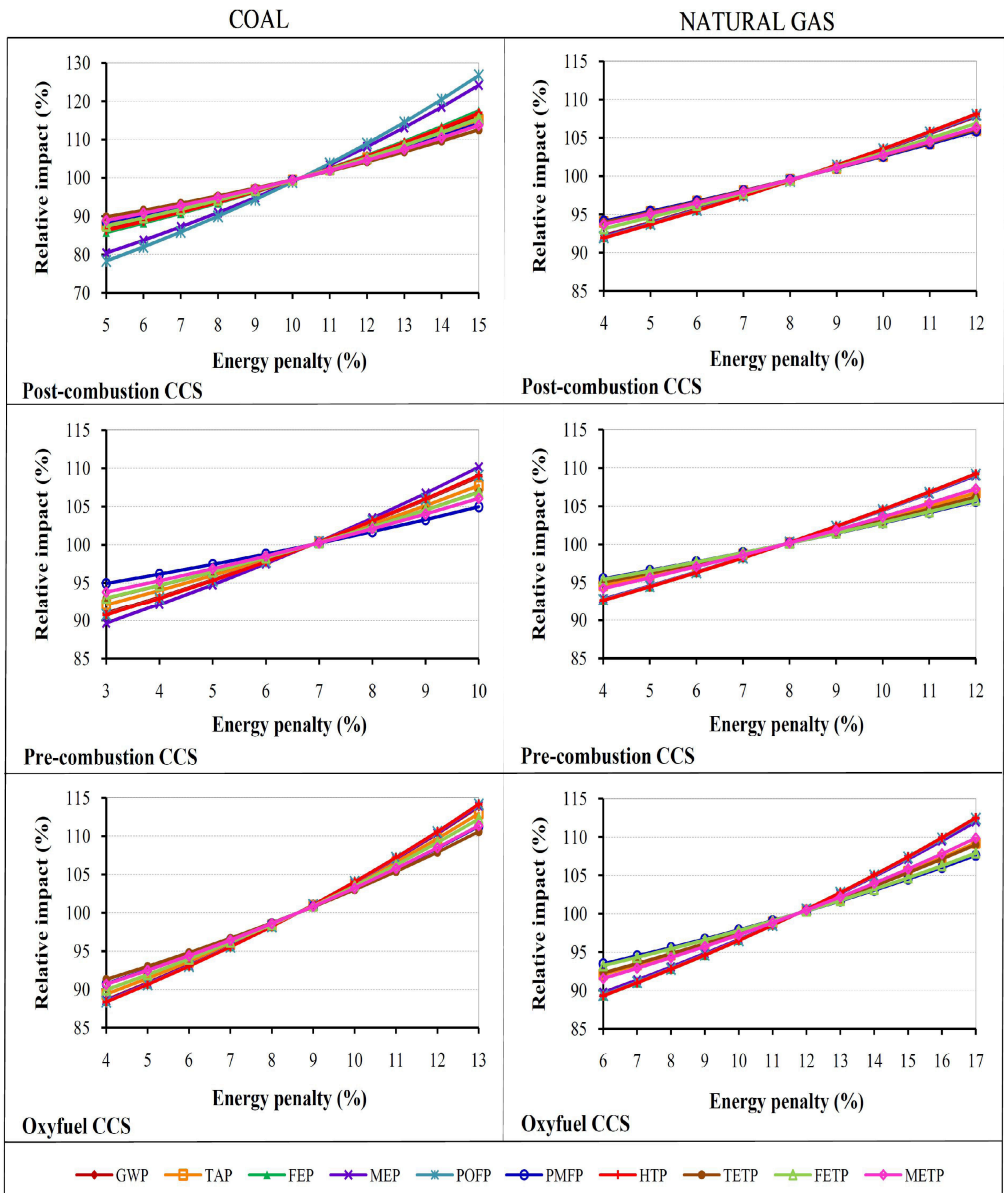 COAL
NATURAL GAS
130
120
110
100
90
80
70
Relative impact (%)
5 6 7 8 9 10 11 12 13 14 15
Energy penalty (%)
Post-combustion CCS
115
110
105
100
95
90
85
Relative impact (%)
4 5 6 7 8 9 10 11 12
Energy penalty (%)
Post-combustion CCS
115
110
105
100
95
90
85
Relative impact (%)
3 4 5 6 7 8 9 10
Energy penalty (%)
Pre-combustion CCS
115
110
105
100
95
90
85
Relative impact (%)
4 5 6 7 8 9 10 11 12
Energy penalty (%)
Pre-combustion CCS
115
110
105
100
95
90
85
Relative impact (%)
4 5 6 7 8 9 10 11 12 13
Energy penalty (%)
Oxyfuel CCS
115
110
105
100
95
90
85
Relative impact (%)
6 7 8 9 10 11 12 13 14 15 16 17
Energy penalty (%)
Oxyfuel CCS
GWP TAP FEP MEP POFP PMFP HTP TETP FETP METP